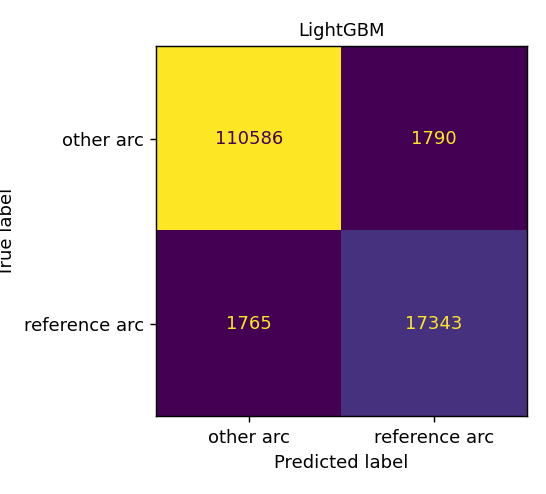 LightGBM
other arc
110586
1790
True label
reference arc
1765
17343
other arc
reference arc
Predicted label